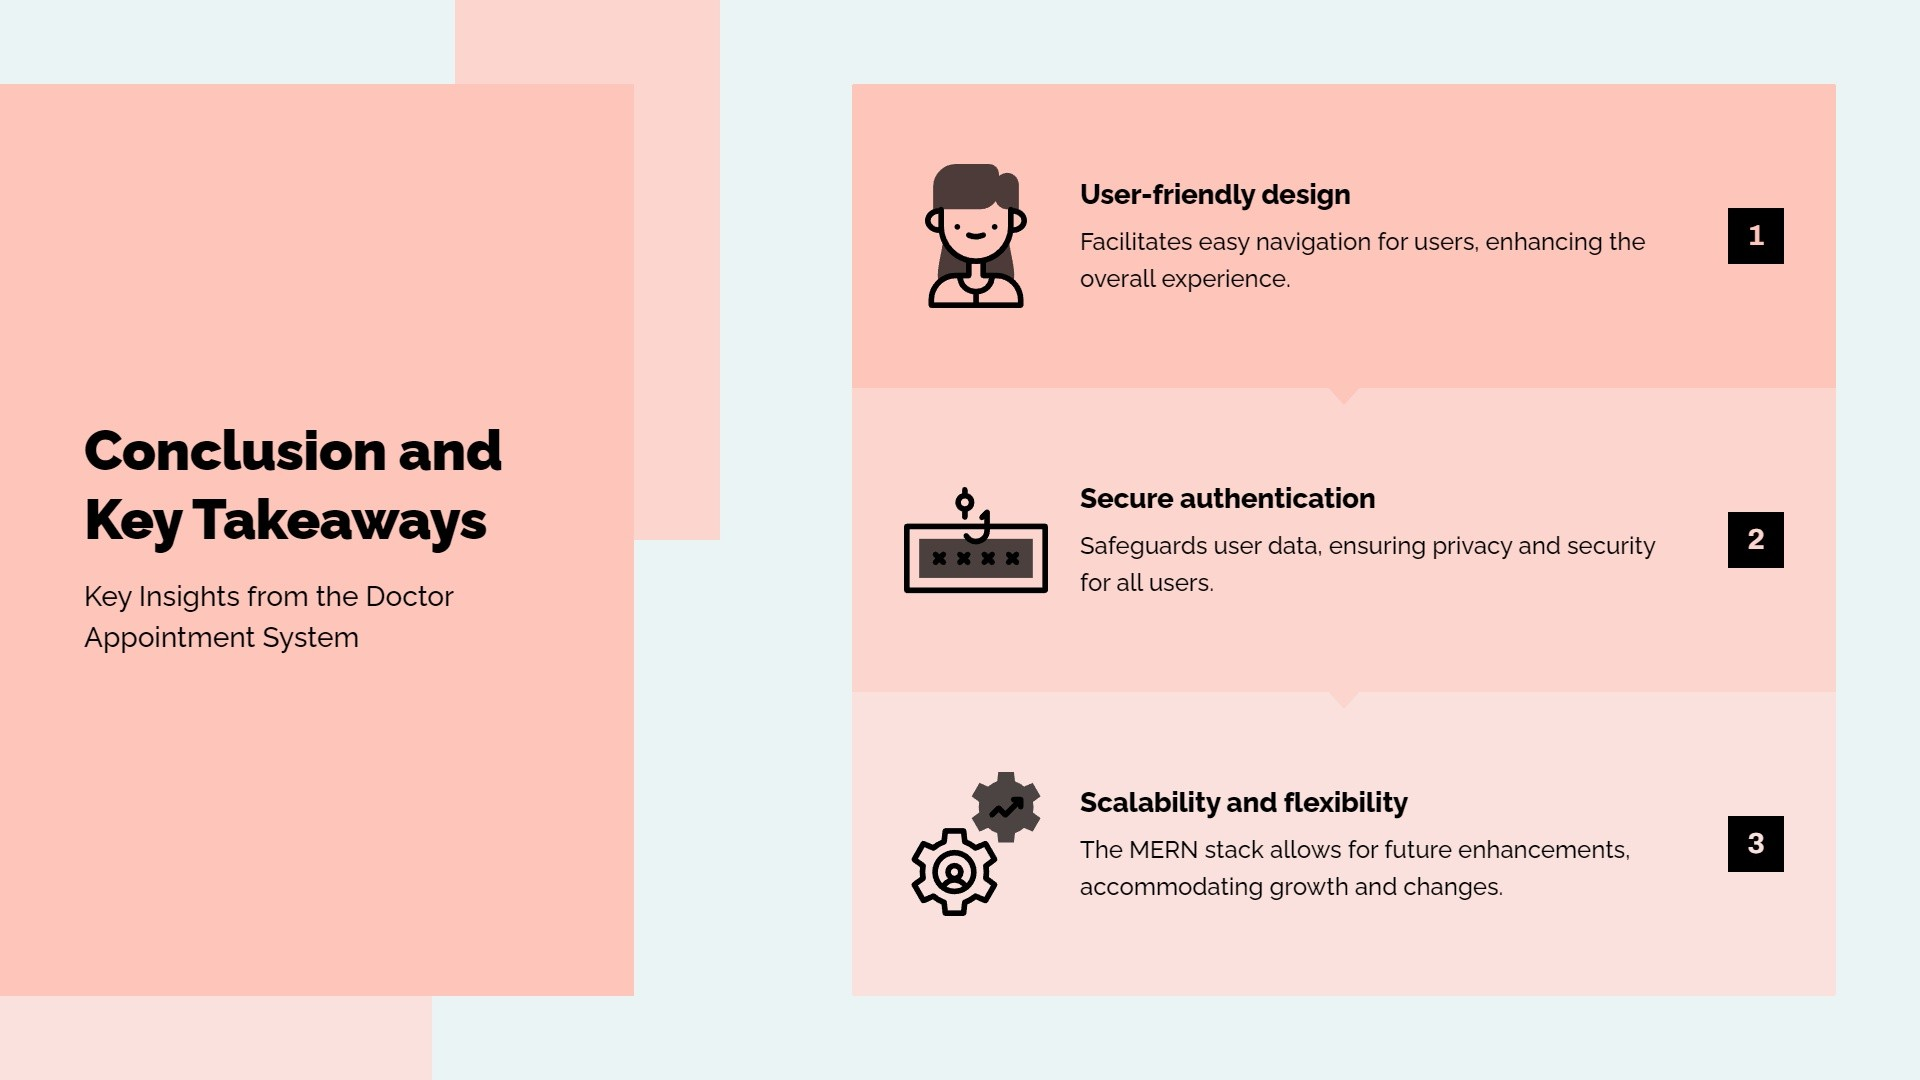 Conclusion and
Key Takeaways
Key Insights from the Doctor
Appointment System
User-friendly design
Facilitates easy navigation for users, enhancing the
overall experience.
1
Secure authentication
Safeguards user data, ensuring privacy and security
for all users.
2
Scalability and flexibility
The MERN stack allows for future enhancements,
accommodating growth and changes.
3